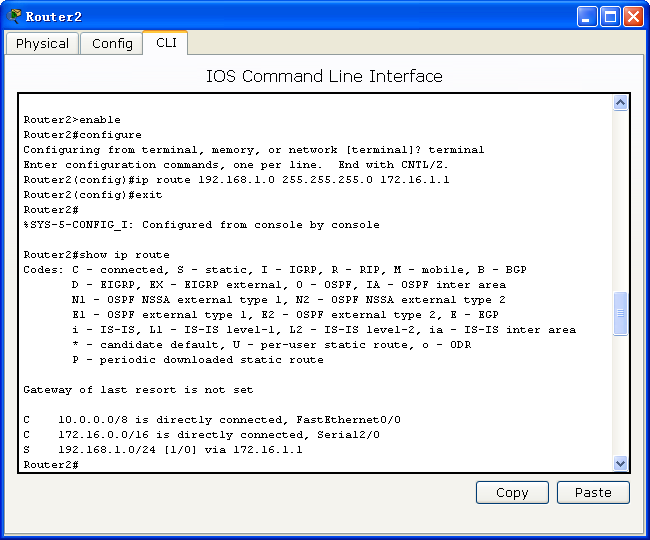 Router2
Physical Config CLI
IOS Command Line Interface
Router2>enable
Router2#configure
Configuring from terminal, memory, or network [terminal]? terminal
Enter configuration commands, one per line.  End with CNTL/Z.
Router2(config)#ip route 192.168.1.0 255.255.255.0 172.16.1.1
Router2(config)#exit
Router2#
%SYS-5-CONFIG_I: Configured from console by console
Router2#show ip route
Codes: C - connected, S - static, I - IGRP, R - RIP, M - mobile, B - BGP
       D - EIGRP, EX - EIGRP external, O - OSPF, IA - OSPF inter area
       N1 - OSPF NSSA external type 1, N2 - OSPF NSSA external type 2
       E1 - OSPF external type 1, E2 - OSPF external type 2, E - EGP
       i - IS-IS, L1 - IS-IS level-1, L2 - IS-IS level-2, ia - IS-IS inter area
       * - candidate default, U - per-user static route, o - ODR
       P - periodic downloaded static route
Gateway of last resort is not set
C    10.0.0.0/8 is directly connected, FastEthernet0/0
C    172.16.0.0/16 is directly connected, Serial2/0
S    192.168.1.0/24 [1/0] via 172.16.1.1
Router2#
Copy Paste